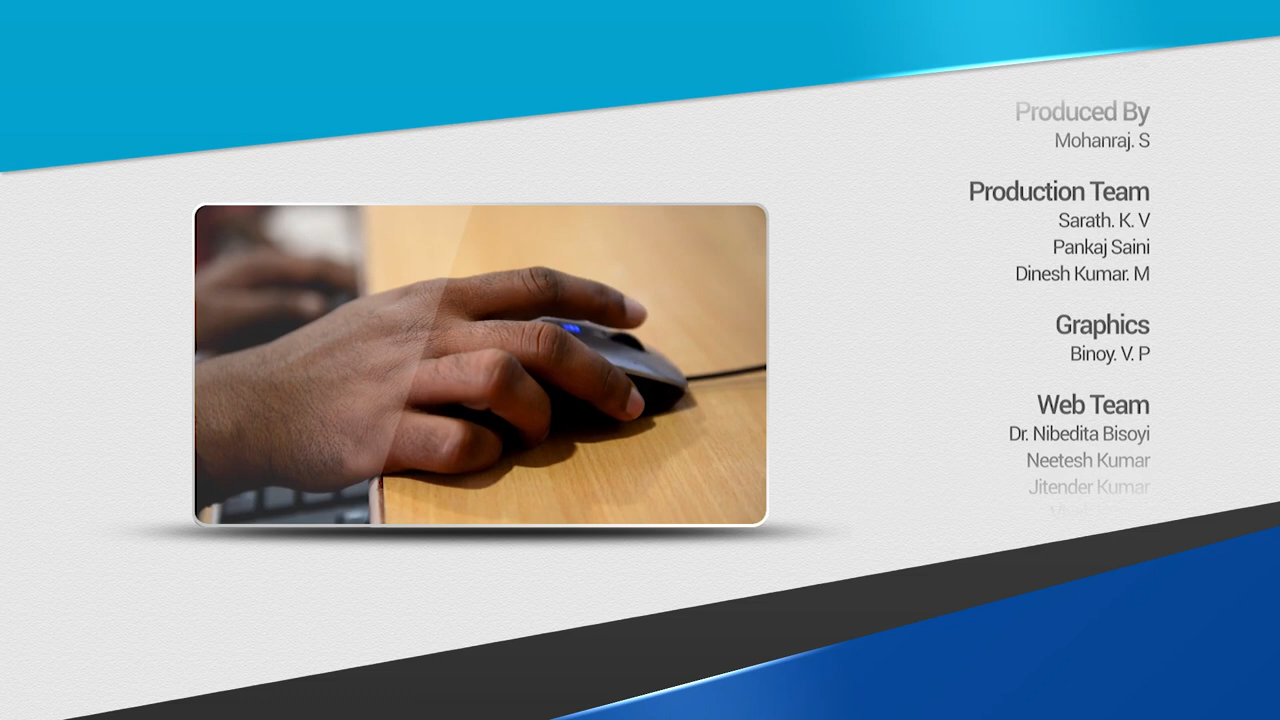 Produced By
Mohanraj. S
Production Team
Sarath. K. V
Pankaj Saini
Dinesh Kumar. M
Graphics
Binoy. V. P
Web Team
Dr. Nibedita Bisoyi
Neetesh Kumar
Jitender Kumar